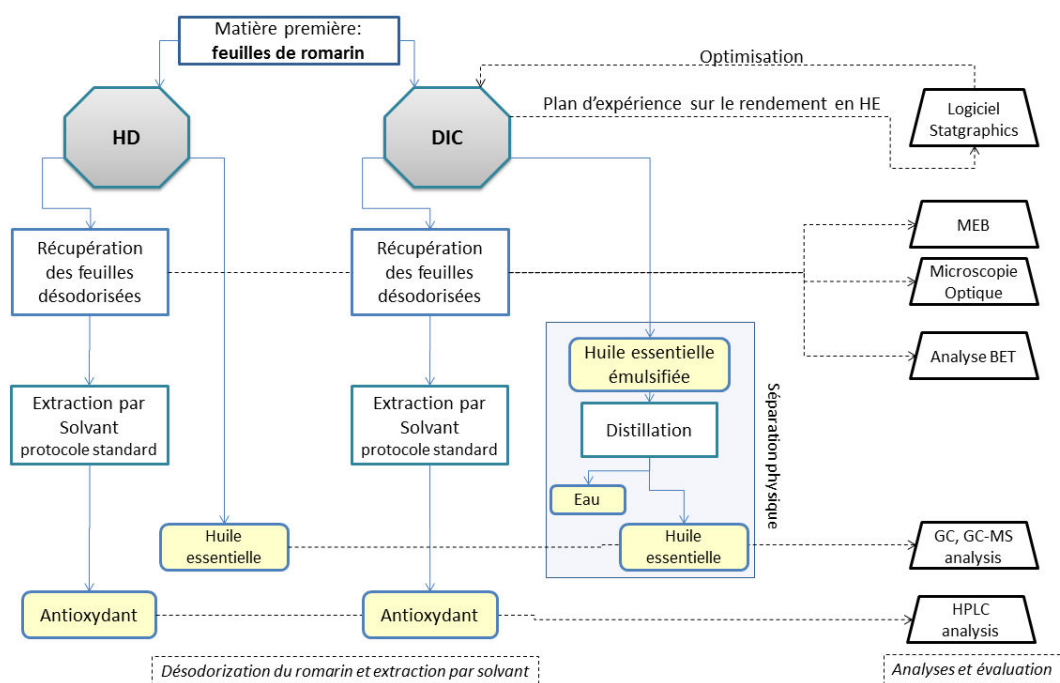 Matière première:
feuilles de romarin
Optimisation
Plan d'expérience sur le rendement en HE
Logiciel
Statgraphics
HD
DIC
MEB
Récupération
des feuilles
désodorisées
Récupération
des feuilles
désodorisées
Microscopie
Optique
Huile essentielle
émulsifiée
Analyse BET
Extraction par
Solvant
protocole standard
Extraction par
Solvant
protocole standard
Distillation
Séparation physique
Eau
Huile
essentielle
Huile
essentielle
GC, GC-MS
analysis
Antioxydant
Antioxydant
HPLC
analysis
Désodorization du romarin et extraction par solvant
Analyses et évaluation